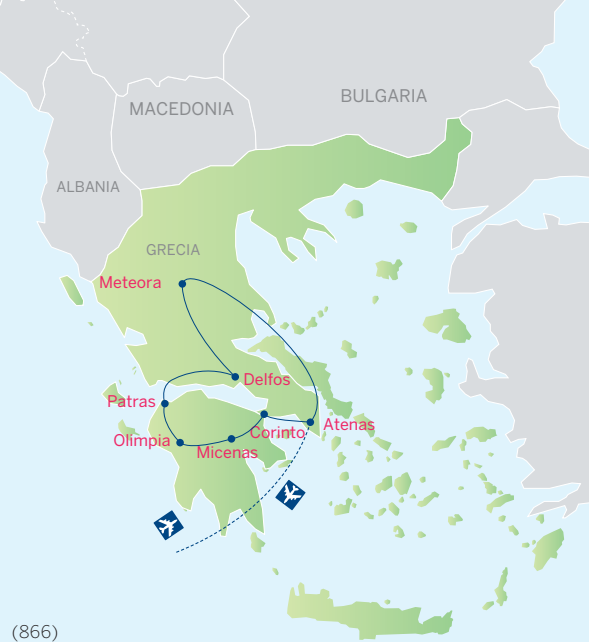 BULGARIA
MACEDONIA
ALBANIA
GRECIA
Meteora
Delfos
Patras
Atenas
Corinto
Olimpia
Micenas
(866)